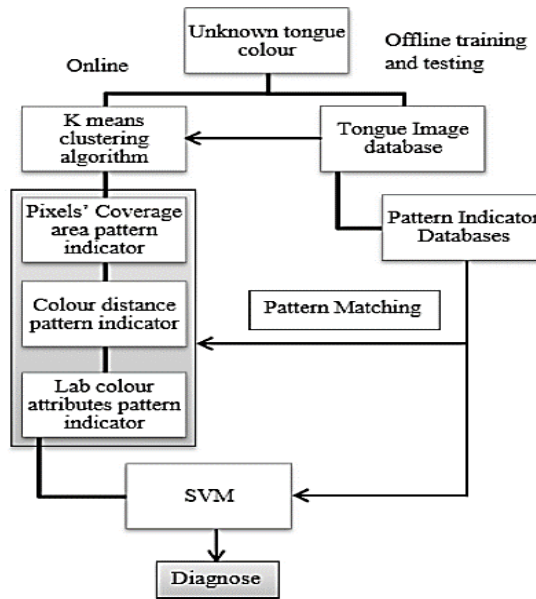 Unknown tongue
colour
Online
Offline training
and testing
K means
clustering
algorithm
Tongue Image
database
Pixels' Coverage
area pattern
indicator
Pattern Indicator
Databases
Colour distance
pattern indicator
Pattern Matching
Lab colour
attributes pattern
indicator
SVM
Diagnose